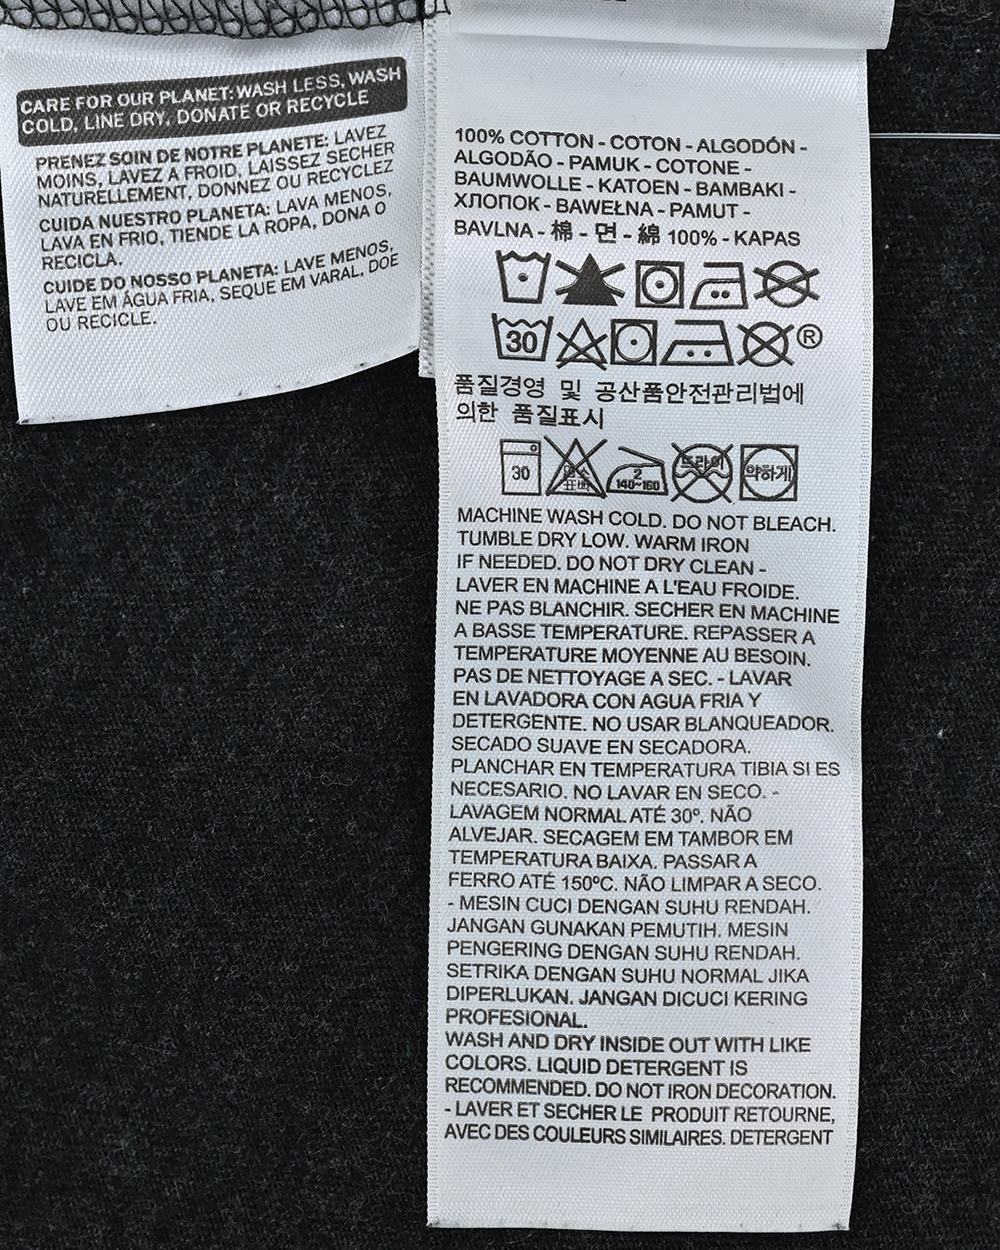 CARE FOR OUR PLANET: WASH LESS, WASH
COLD, LINE DRY, DONATE OR RECYCLE
PRENEZ SOIN DE NOTRE PLANETE: LAVEZ
MOINS, LAVEZ A FROID, LAISSEZ SECHER
NATURELLEMENT, DONNEZ OU RECYCLEZ
CUIDA NUESTRO PLANETA: LAVA MENOS,
LAVA EN FRIO, TIENDE LA ROPA, DONA O
RECICLA.
CUIDE DO NOSSO PLANETA: LAVE MENOS,
LAVE EM ÁGUA FRIA, SEQUE EM VARAL, DOE
OU RECICLE.
100% COTTON - COTON - ALGODÓN -
ALGODÃO - PAMUK - COTONE -
BAUMWOLLE - KATOEN - BAMBAKI -
ХЛОПОК - BAWEŁNA - PAMUT -
BAVLNA - 棉 - 면 - 綿 100% - KAPAS
30 ®
품질경영 및 공산품안전관리법에
의한 품질표시
30 2 140~160 드라이 약하게
MACHINE WASH COLD. DO NOT BLEACH.
TUMBLE DRY LOW. WARM IRON
IF NEEDED. DO NOT DRY CLEAN -
LAVER EN MACHINE A L'EAU FROIDE.
NE PAS BLANCHIR. SECHER EN MACHINE
A BASSE TEMPERATURE. REPASSER A
TEMPERATURE MOYENNE AU BESOIN.
PAS DE NETTOYAGE A SEC. - LAVAR
EN LAVADORA CON AGUA FRIA Y
DETERGENTE. NO USAR BLANQUEADOR.
SECADO SUAVE EN SECADORA.
PLANCHAR EN TEMPERATURA TIBIA SI ES
NECESARIO. NO LAVAR EN SECO. -
LAVAGEM NORMAL ATÉ 30º. NÃO
ALVEJAR. SECAGEM EM TAMBOR EM
TEMPERATURA BAIXA. PASSAR A
FERRO ATÉ 150ºC. NÃO LIMPAR A SECO.
- MESIN CUCI DENGAN SUHU RENDAH.
JANGAN GUNAKAN PEMUTIH. MESIN
PENGERING DENGAN SUHU RENDAH.
SETRIKA DENGAN SUHU NORMAL JIKA
DIPERLUKAN. JANGAN DICUCI KERING
PROFESIONAL.
WASH AND DRY INSIDE OUT WITH LIKE
COLORS. LIQUID DETERGENT IS
RECOMMENDED. DO NOT IRON DECORATION.
- LAVER ET SECHER LE PRODUIT RETOURNE,
AVEC DES COULEURS SIMILAIRES. DETERGENT